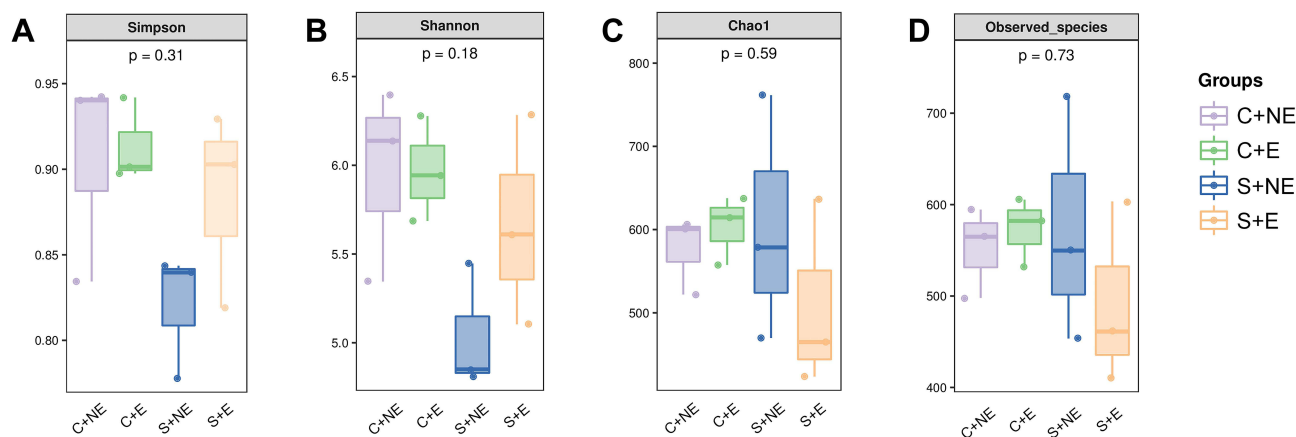 A
Simpson
p = 0.31
0.95
0.90
0.85
0.80
C+NE
C+E
S+NE
S+E
B
Shannon
p = 0.18
6.5
6.0
5.5
5.0
C+NE
C+E
S+NE
S+E
C
Chao1
p = 0.59
800
700
600
500
C+NE
C+E
S+NE
S+E
D
Observed_species
p = 0.73
700
600
500
400
C+NE
C+E
S+NE
S+E
Groups
C+NE
C+E
S+NE
S+E